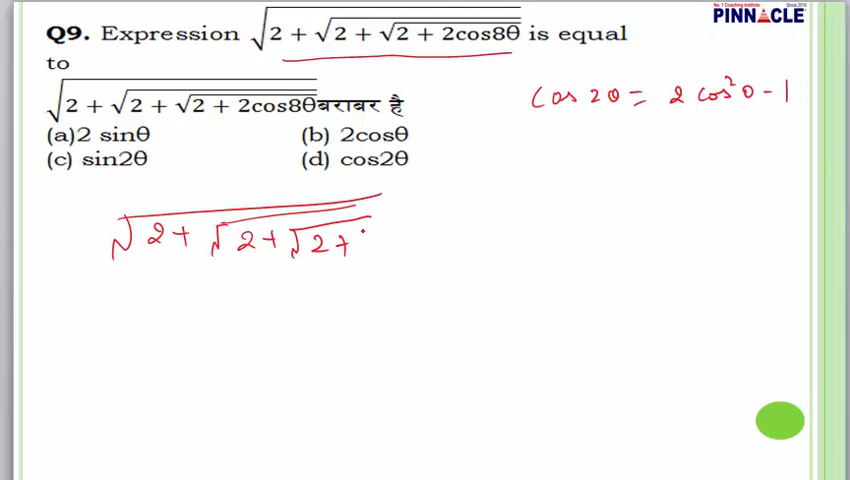 No. 1 Coaching Institute Since 2010
PINNACLE
Q9. Expression √(2 + √(2 + √(2 + 2cos8θ))) is equal
to
√(2 + √(2 + √(2 + 2cos8θ))) बराबर है
(a)2 sinθ (b) 2cosθ
(c) sin2θ (d) cos2θ
Cos 2θ = 2 cos²θ - 1
√2 + √2 + √2 +